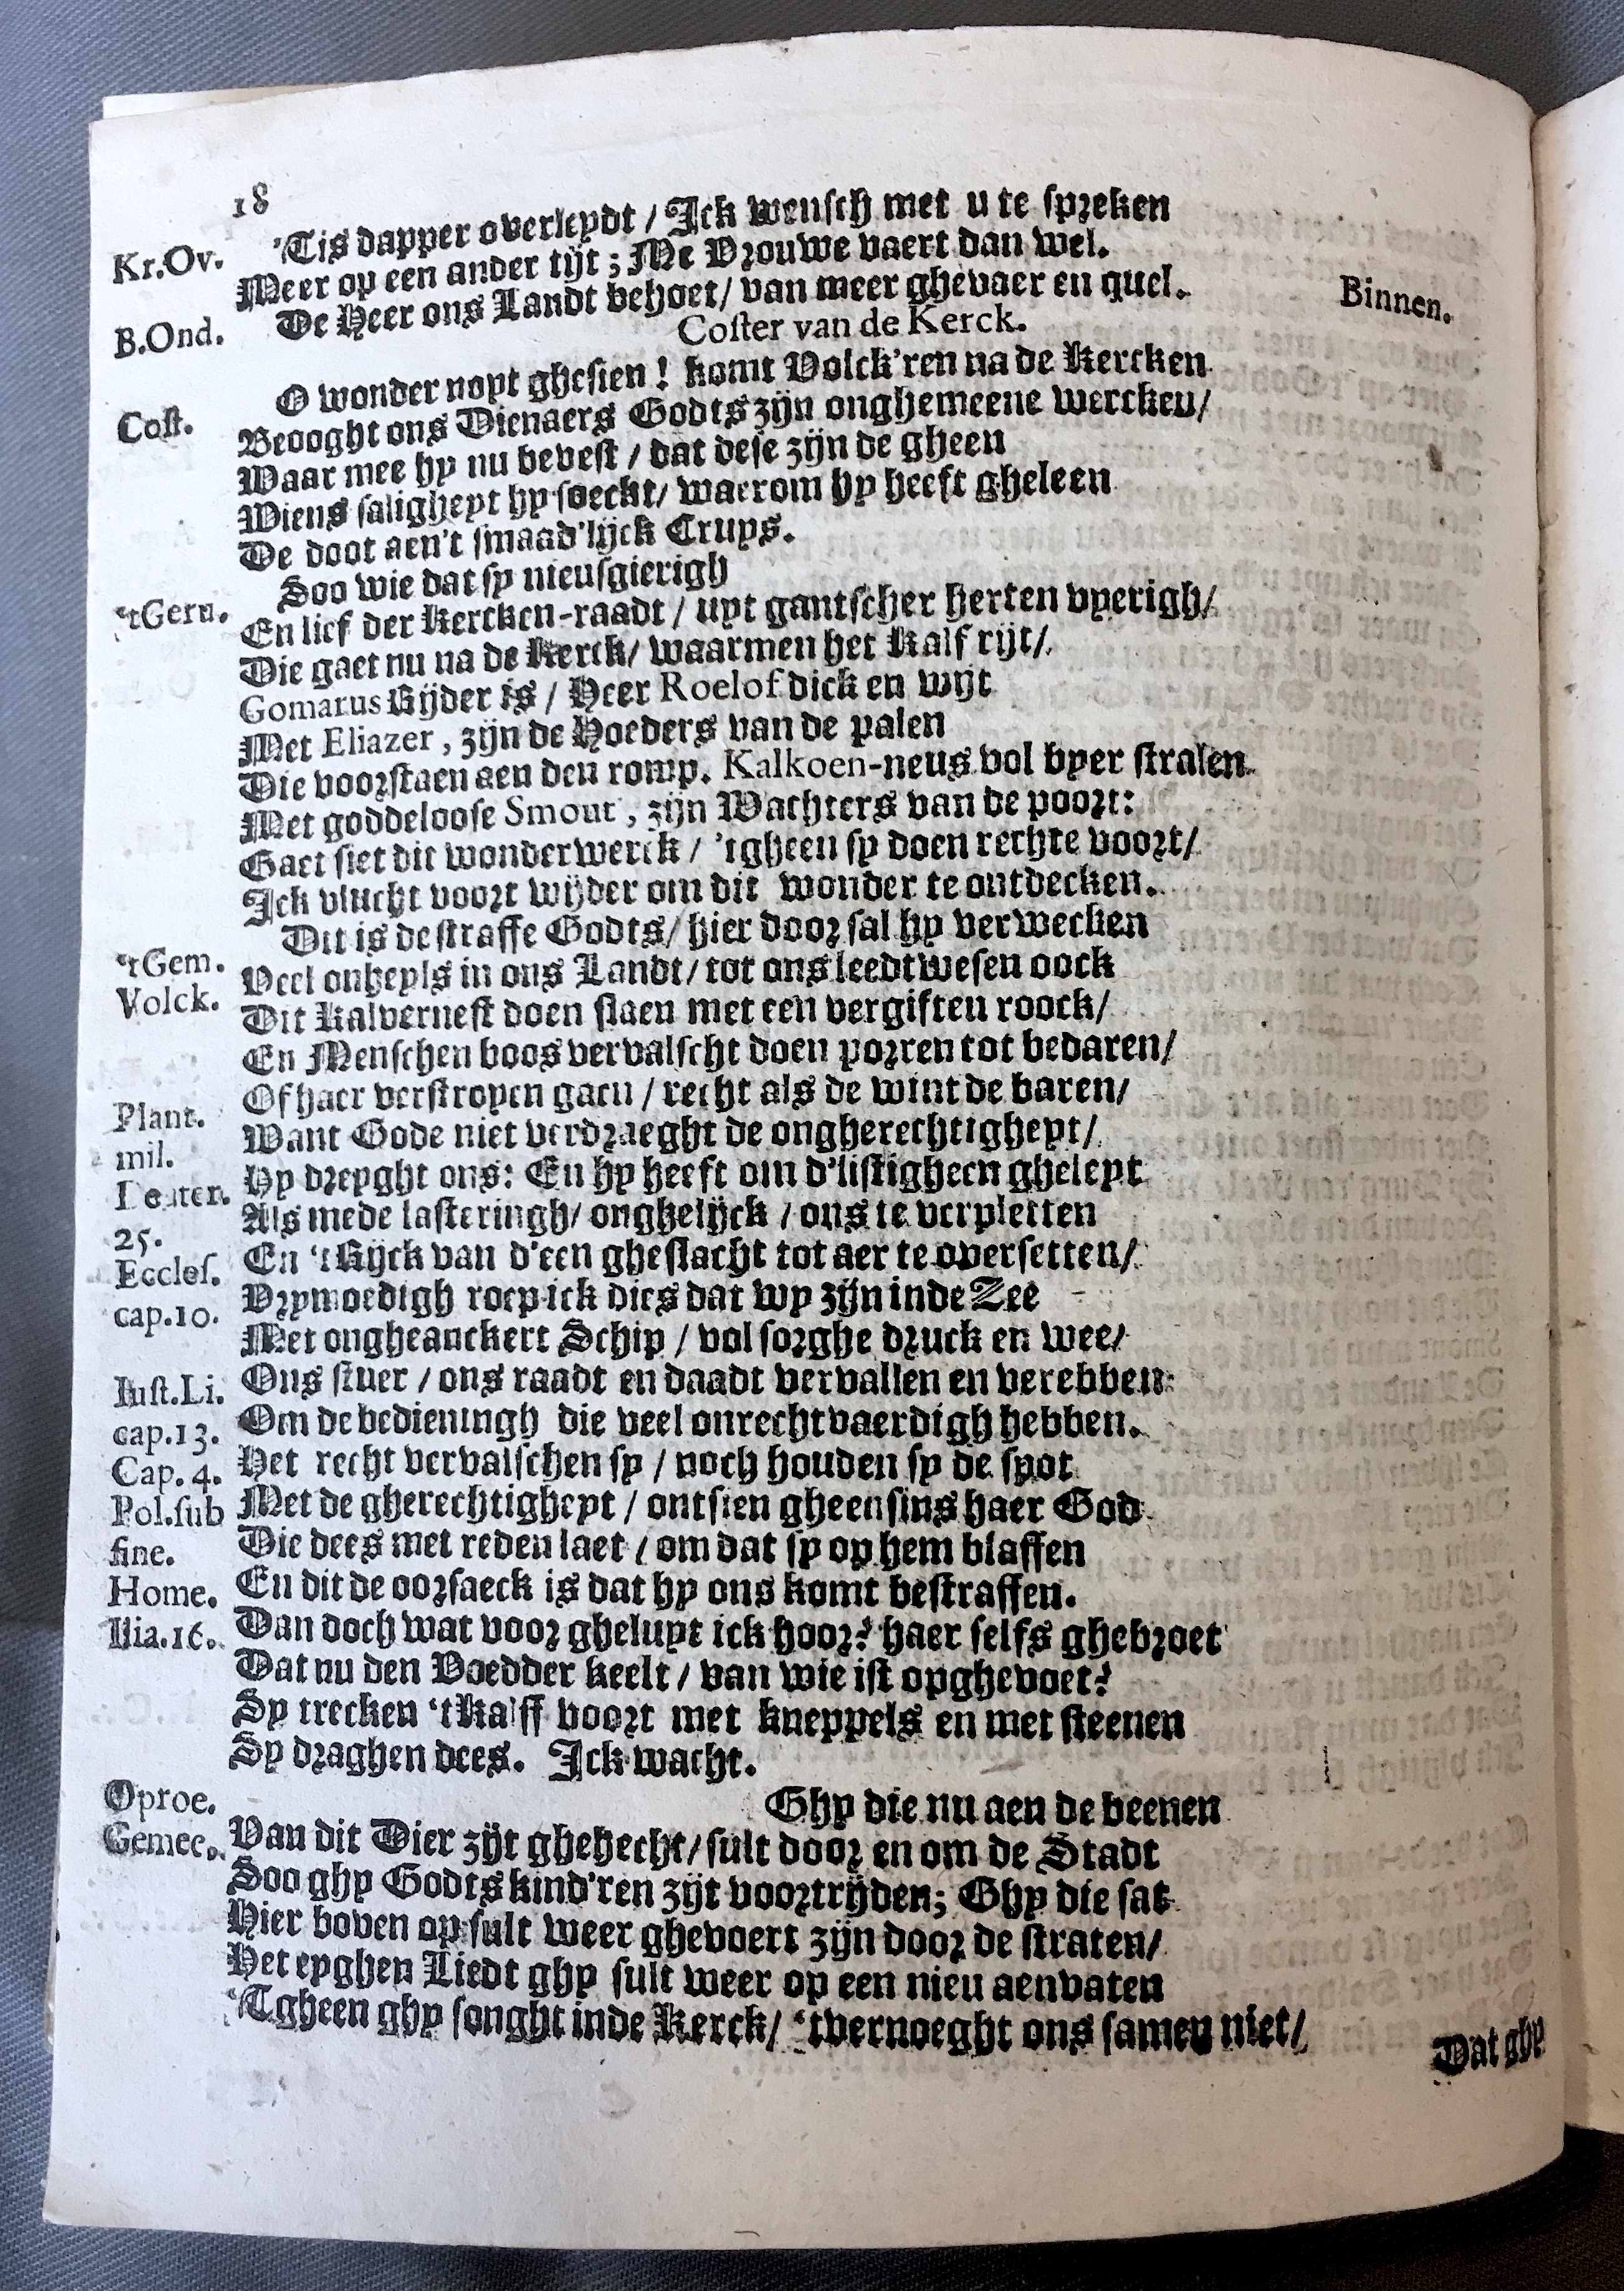 18
Kr.Ov. 'Tis dapper overleydt / Ick wensch met u te spreken
Meer op een ander tijt ; Me Vrouwe vaert dan wel.
B.Ond. De Heer ons Landt behoet / van meer ghevaer en quel. Binnen.
Coster van de Kerck.
Cost. O wonder noyt ghesien ! komt Volck'ren na de Kercken
Beooght ons Dienaers Godts zijn onghemeene wercken/
Waar mee hy nu bevest / dat dese zijn de gheen
Wiens saligheyt hy soeckt/ waerom hy heeft gheleen
De doot aen't smaad'lijck Cruys.
'tGem. Soo wie dat sy nieusgierigh
En lief der Kercken-raadt / uyt gantscher herten vyerigh/
Die gaet nu na de Kerck/ waarmen het Kalf rijt/
Gomarus Rijder is / Heer Roelof dick en wijt
Met Eliazer, zijn de Hoeders van de palen
Die voorstaen aen den romp. Kalkoen-neus vol vyer stralen
Met goddeloose Smout, zijn Wachters van de poort:
Gaet siet dit wonderwerck / 'tgheen sy doen rechte voort/
Ick vlucht voort wijder om dit wonder te ontdecken.
'tGem. Dit is de straffe Godts/ hier door sal hy verwecken
Volck. Veel onheyls in ons Landt/ tot ons leedtwesen oock
Dit Kalvernest doen slaen met een vergiften roock/
En Menschen boos vervalscht doen porren tot bedaren/
Plant. Of haer verstroyen gaen / recht als de wint de baren/
mil. Want Gode niet verdraeght de ongherechtigheyt/
Deuter. Hy dreyght ons: En hy heeft om d'listigheen gheleyt
25. Als mede lasteringh/ onghelijck / ons te verpletten
Eccles. En 't Rijck van d'een gheslacht tot aer te oversetten/
cap.10. Vrymoedigh roep ick dies dat wy zijn inde Zee
Met ongheanckert Schip / vol sorghe druck en wee/
Iust.Li. Ons stuer / ons raadt en daadt vervallen en verebben:
cap.13. Om de bedieningh die veel onrechtvaerdigh hebben.
Cap. 4. Het recht vervalschen sy / noch houden sy de spot
Pol.sub Met de gherechtigheyt / ontsien gheensins haer God
fine. Die dees met reden laet / om dat sy op hem blaffen
Home. En dit de oorsaeck is dat hy ons komt bestraffen.
Ilia.16. Dan doch wat voor gheluyt ick hoor? haer selfs ghebroet
Dat nu den Voedder keelt / van wie ist opghevoet?
Sy trecken 't Kalff voort met kneppels en met steenen
Sy draghen dees. Ick wacht.
Oproe. Ghy die nu aen de beenen
Gemee. Van dit Dier zijt ghehecht/ sult door en om de Stadt
Soo ghy Godts kind'ren zijt voortrijden; Ghy die sat
Hier boven op sult weer ghevoert zijn door de straten/
Het eyghen Liedt ghy sult weer op een nieu aenvaten
'Tgheen ghy songht inde Kerck/ 'tvernoeght ons samen niet/
Dat ghy